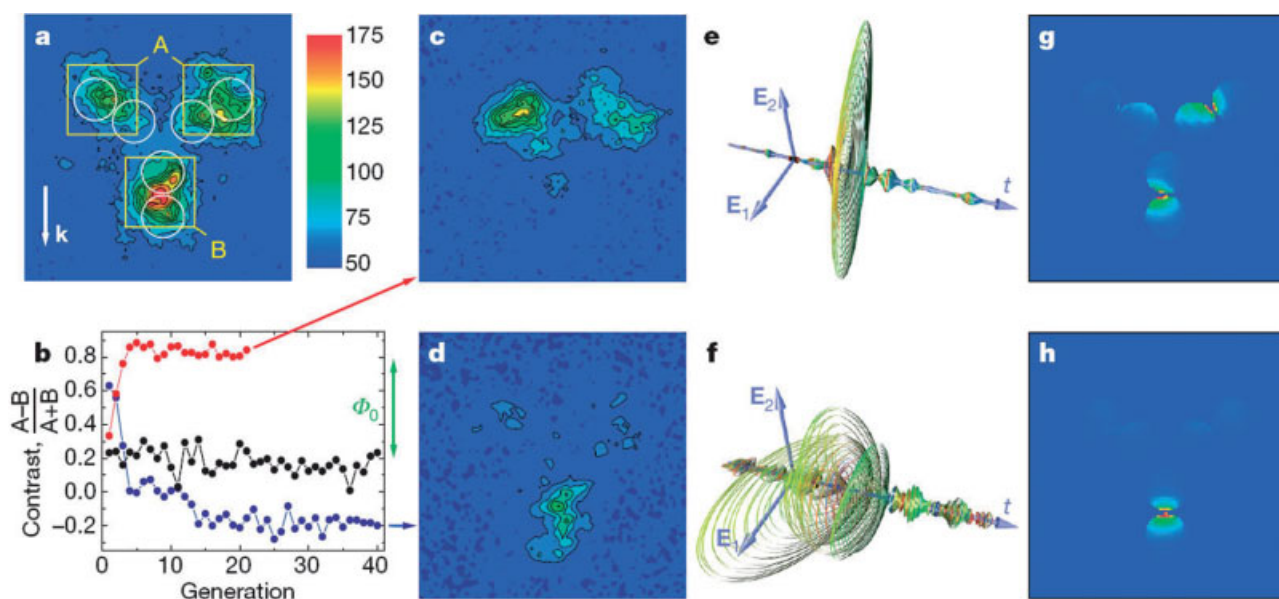 a
A
B
k
175
150
125
100
75
50
c
e
E2
E1
t
g
b
Contrast, A–B/A+B
0.8
0.6
0.4
0.2
0.0
−0.2
Φ0
0 10 20 30 40
Generation
d
f
E2
E1
t
h